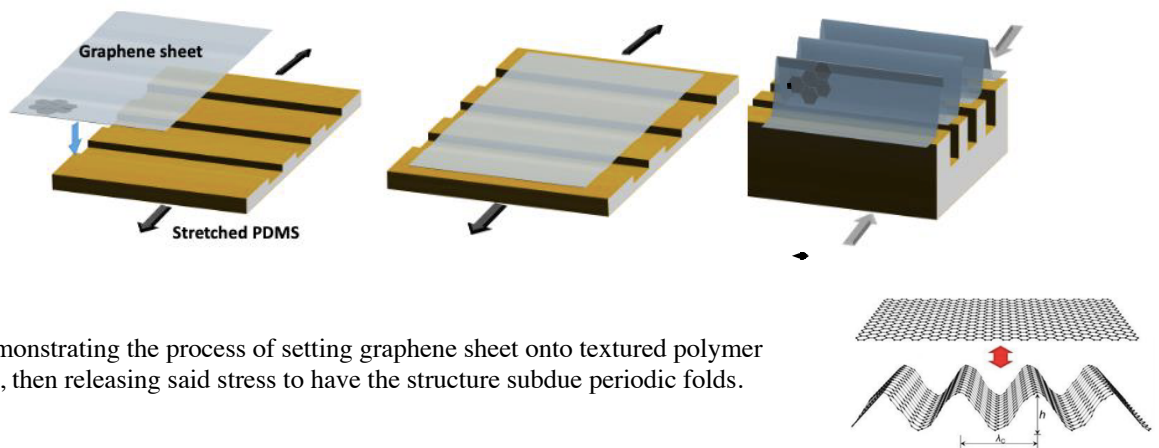 Graphene sheet
Stretched PDMS
monstrating the process of setting graphene sheet onto textured polymer
, then releasing said stress to have the structure subdue periodic folds.
h
λc